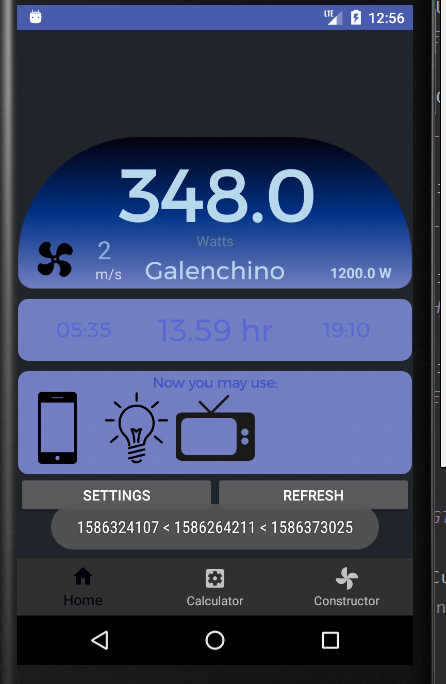 LTE 12:56
348.0
Watts
2
m/s
Galenchino
1200.0 W
05:35 13.59 hr 19:10
Now you may use:
SETTINGS REFRESH
1586324107 < 1586264211 < 1586373025
Home Calculator Constructor